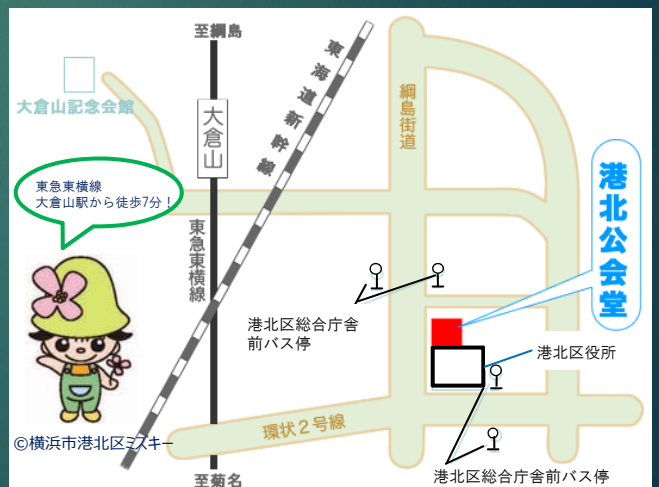 至綱島
東海道新幹線
大倉山記念会館
大倉山
綱島街道
港北公会堂
東急東横線
大倉山駅から徒歩7分！
東急東横線
港北区総合庁舎
前バス停
港北区役所
環状２号線
©横浜市港北区ミズキー
至菊名
港北区総合庁舎前バス停